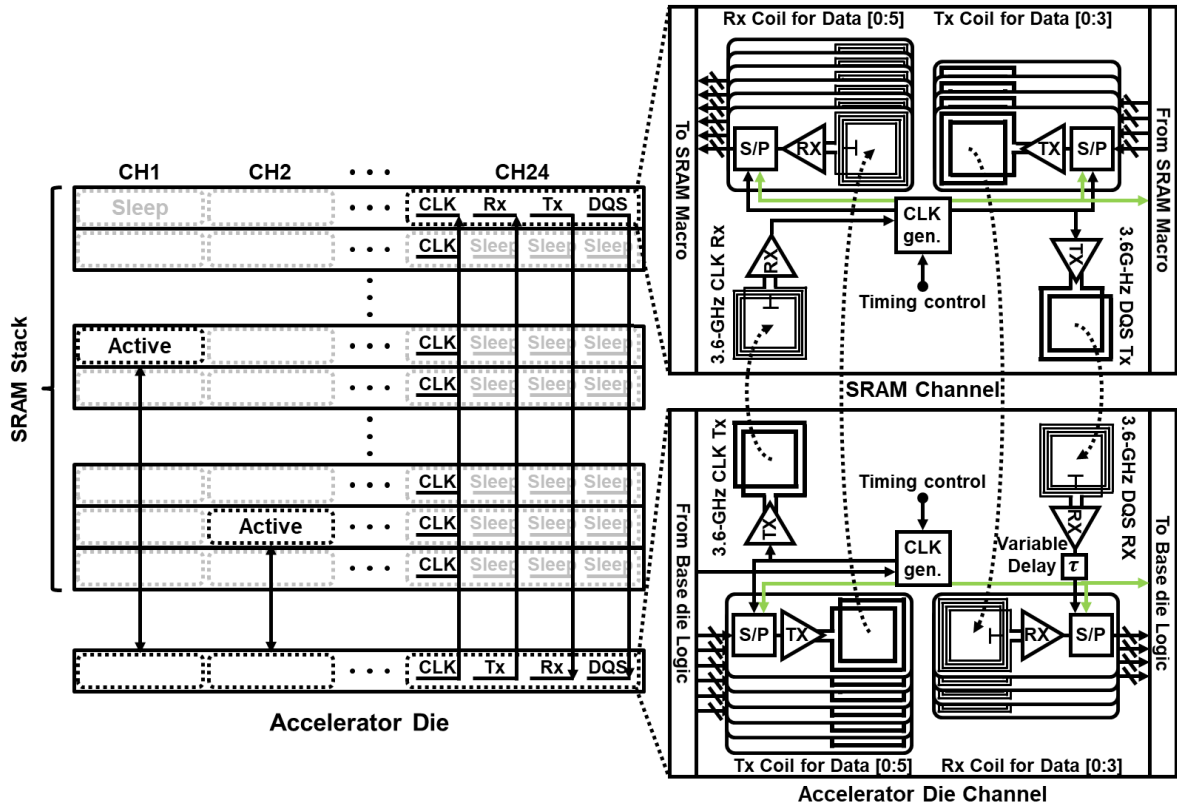 SRAM Stack
CH1 CH2 • • • CH24
Sleep • • • CLK Rx Tx DQS
• • • CLK Sleep Sleep Sleep
Active • • • CLK Sleep Sleep Sleep
• • • CLK Sleep Sleep Sleep
• • • CLK Sleep Sleep Sleep
Active • • • CLK Sleep Sleep Sleep
• • • CLK Sleep Sleep Sleep
• • • CLK Tx Rx DQS
Accelerator Die
Rx Coil for Data [0:5] Tx Coil for Data [0:3]
To SRAM Macro
From SRAM Macro
S/P RX TX S/P
CLK
gen.
3.6-GHz CLK Rx
RX
TX
3.6G-Hz DQS Tx
Timing control
SRAM Channel
From Base die Logic
To Base die Logic
3.6-GHz CLK Tx
TX
3.6-GHz DQS RX
RX
Timing control
CLK
gen.
Variable
Delay τ
S/P TX RX S/P
Tx Coil for Data [0:5] Rx Coil for Data [0:3]
Accelerator Die Channel